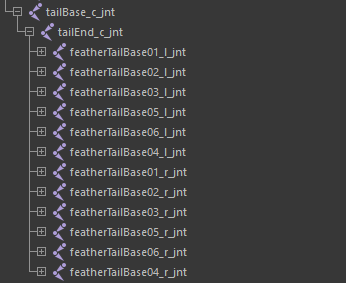 tailBase_c_jnt
tailEnd_c_jnt
featherTailBase01_l_jnt
featherTailBase02_l_jnt
featherTailBase03_l_jnt
featherTailBase05_l_jnt
featherTailBase06_l_jnt
featherTailBase04_l_jnt
featherTailBase01_r_jnt
featherTailBase02_r_jnt
featherTailBase03_r_jnt
featherTailBase05_r_jnt
featherTailBase06_r_jnt
featherTailBase04_r_jnt